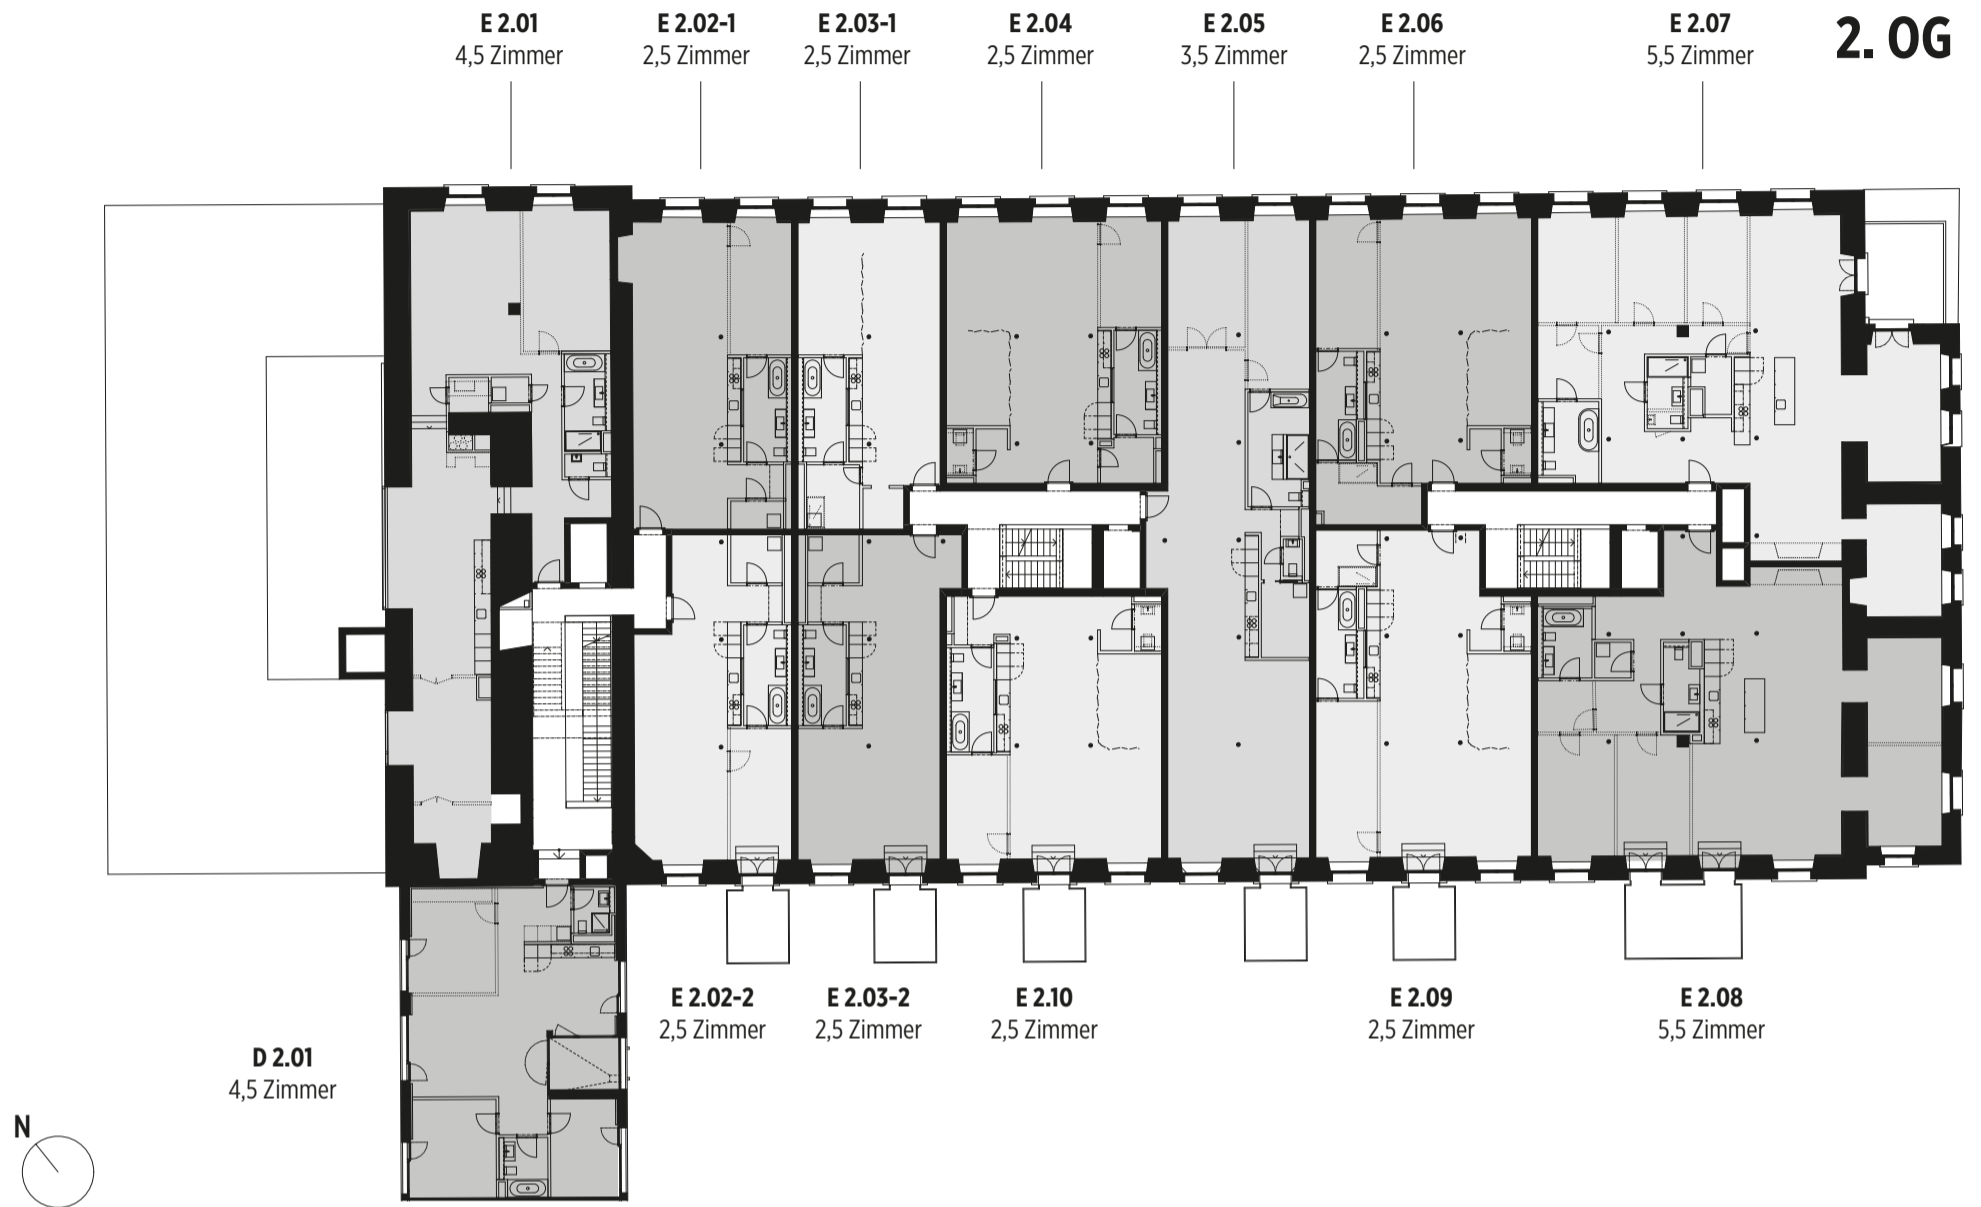 E 2.01
4,5 Zimmer
E 2.02-1
2,5 Zimmer
E 2.03-1
2,5 Zimmer
E 2.04
2,5 Zimmer
E 2.05
3,5 Zimmer
E 2.06
2,5 Zimmer
E 2.07
5,5 Zimmer
2. OG
E 2.02-2
2,5 Zimmer
E 2.03-2
2,5 Zimmer
E 2.10
2,5 Zimmer
E 2.09
2,5 Zimmer
E 2.08
5,5 Zimmer
D 2.01
4,5 Zimmer
N